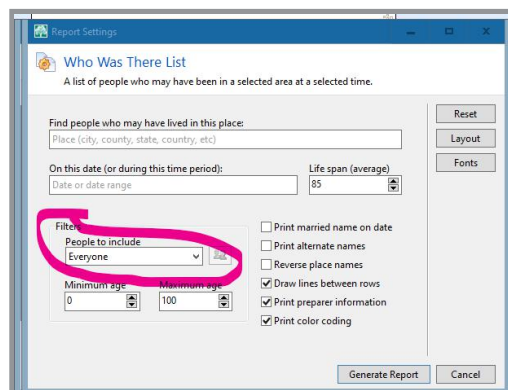 Report Settings
Who Was There List
A list of people who may have been in a selected area at a selected time.
Find people who may have lived in this place:
Place (city, county, state, country, etc)
On this date (or during this time period):
Life span (average)
Date or date range
85
Filters
People to include
Everyone
Minimum age
Maximum age
0
100
Print married name on date
Print alternate names
Reverse place names
Draw lines between rows
Print preparer information
Print color coding
Reset
Layout
Fonts
Generate Report
Cancel